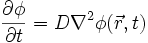 ∂φ/∂t = D∇²φ(r⃗, t)